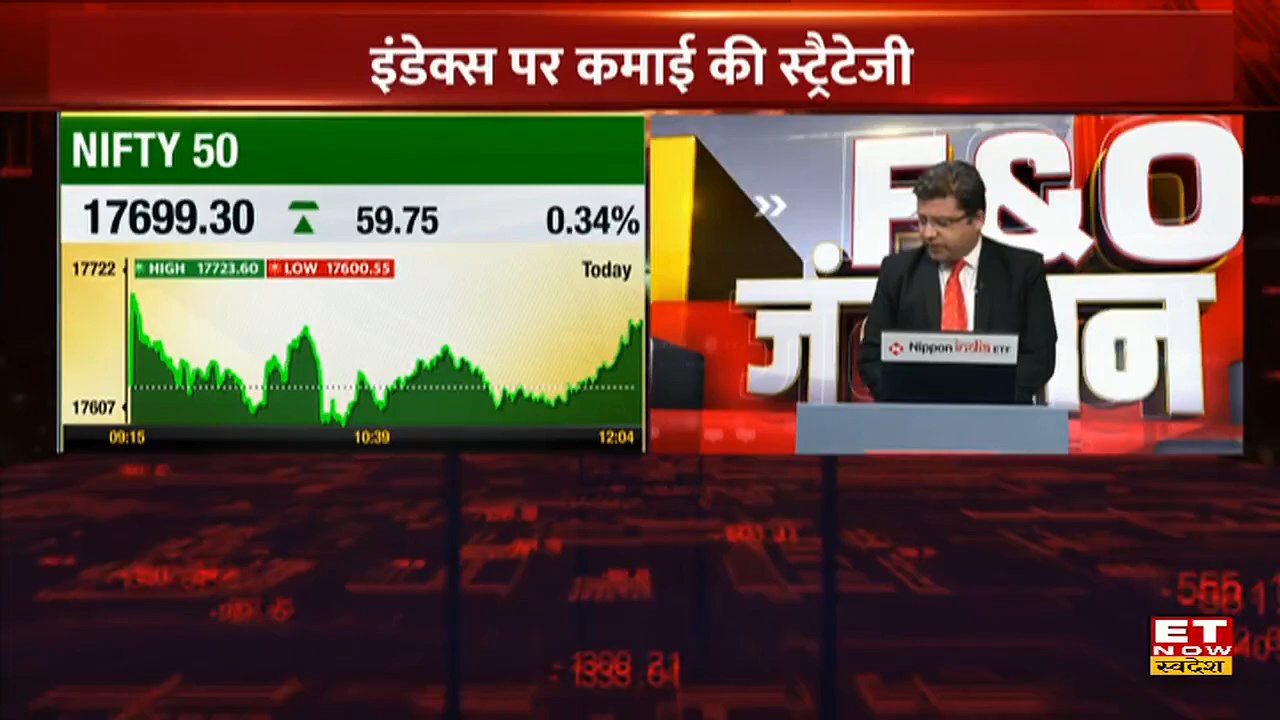 इंडेक्स पर कमाई की स्ट्रैटेजी
NIFTY 50
17699.30 59.75 0.34%
17722 HIGH 17723.60 LOW 17600.55 Today
17607
09:15 10:39 12:04
F&O
Nippon india ETF
ET
NOW
स्वदेश